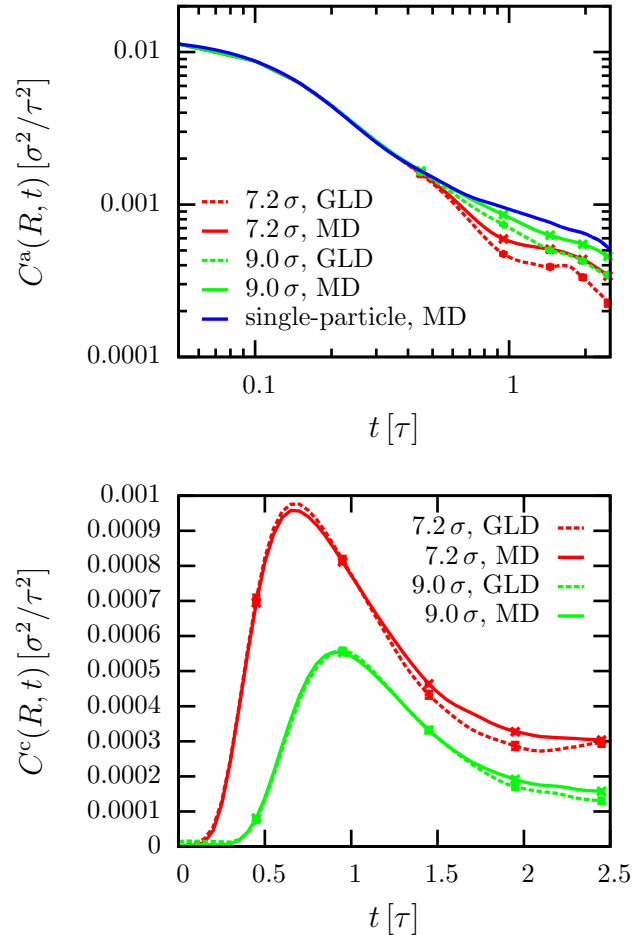 0.01
0.001
0.0001
C'ᵃ(R, t) [σ²/τ²]
7.2 σ, GLD
7.2 σ, MD
9.0 σ, GLD
9.0 σ, MD
single-particle, MD
0.1 1
t [τ]
0.001
0.0009
0.0008
0.0007
0.0006
0.0005
0.0004
0.0003
0.0002
0.0001
0
C'ᶜ(R, t) [σ²/τ²]
7.2 σ, GLD
7.2 σ, MD
9.0 σ, GLD
9.0 σ, MD
0 0.5 1 1.5 2 2.5
t [τ]